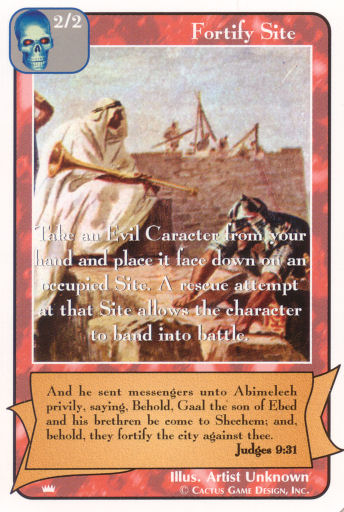 2/2
Fortify Site
Take an Evil Caracter from your
hand and place it face down on an
occupied Site. A rescue attempt
at that Site allows the character
to band into battle.
And he sent messengers unto Abimelech
privily, saying, Behold, Gaal the son of Ebed
and his brethren be come to Shechem; and,
behold, they fortify the city against thee.
Judges 9:31
Illus. Artist Unknown
© Cactus Game Design, Inc.